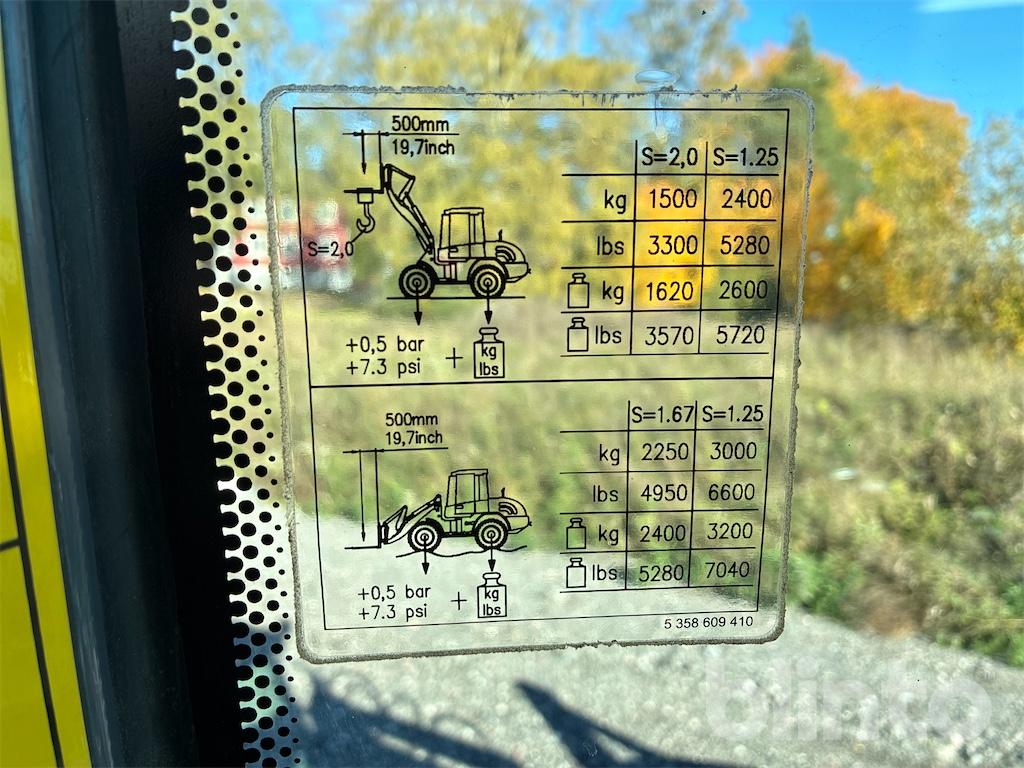 500mm
19,7inch
S=2,0
+0,5 bar
+7.3 psi
+
kg
lbs
S=2,0 S=1.25
kg 1500 2400
lbs 3300 5280
kg 1620 2600
lbs 3570 5720
500mm
19,7inch
+0,5 bar
+7.3 psi
+
kg
lbs
S=1.67 S=1.25
kg 2250 3000
lbs 4950 6600
kg 2400 3200
lbs 5280 7040
5 358 609 410
blinto